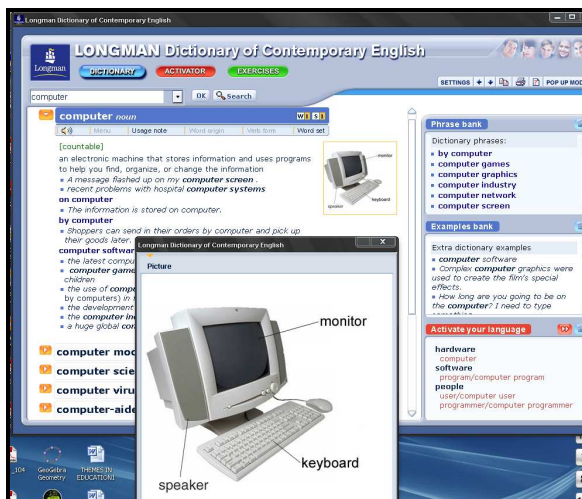 Longman Dictionary of Contemporary English
LONGMAN Dictionary of Contemporary English
Longman
DICTIONARY
ACTIVATOR
EXERCISES
SETTINGS
POP UP MOD
computer
OK
Search
computer noun
W1 S1
Menu
Usage note
Word origin
Verb form
Word set
[countable]
an electronic machine that stores information and uses programs
to help you find, organize, or change the information
A message flashed up on my computer screen .
recent problems with hospital computer systems
on computer
The information is stored on computer.
by computer
Shoppers can send in their orders by computer and pick up
their goods later.
computer softwar
the latest compu
computer game
children
the use of compu
by computers) in
the development
the computer in
a huge global con
computer mod
computer scie
computer viru
computer-aide
monitor
keyboard
speaker
Phrase bank
Dictionary phrases:
by computer
computer games
computer graphics
computer industry
computer network
computer screen
Examples bank
Extra dictionary examples
computer software
Complex computer graphics were
used to create the film's special
effects.
How long are you going to be on
the computer? I need to type
Activate your language
hardware
computer
software
program/computer program
people
user/computer user
programmer/computer programmer
Longman Dictionary of Contemporary English
X
Picture
monitor
keyboard
speaker
_104
GeoGebra
Geometry
THEMES IN
EDUCATION1